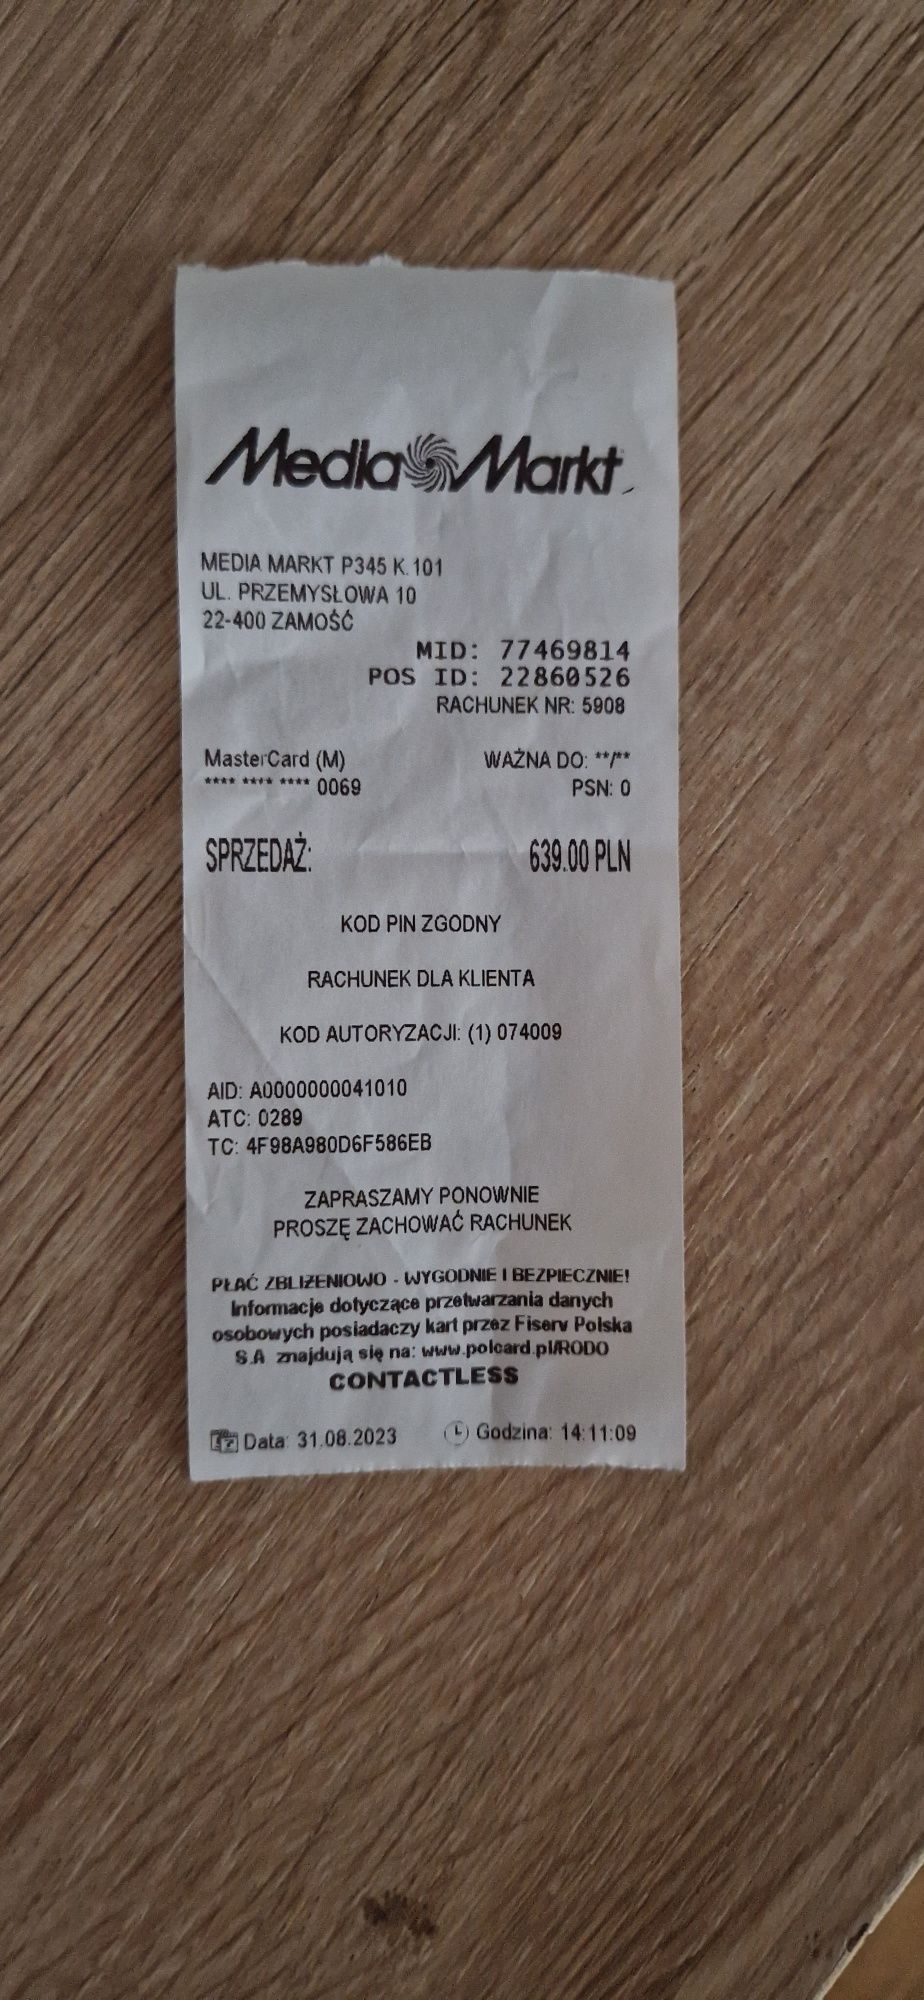 Media Markt
MEDIA MARKT P345 K.101
UL. PRZEMYSŁOWA 10
22-400 ZAMOŚĆ
MID: 77469814
POS ID: 22860526
RACHUNEK NR: 5908
MasterCard (M) WAŻNA DO: **/**
**** **** **** 0069 PSN: 0
SPRZEDAŻ: 639.00 PLN
KOD PIN ZGODNY
RACHUNEK DLA KLIENTA
KOD AUTORYZACJI: (1) 074009
AID: A0000000041010
ATC: 0289
TC: 4F98A980D6F586EB
ZAPRASZAMY PONOWNIE
PROSZĘ ZACHOWAĆ RACHUNEK
PŁAĆ ZBLIŻENIOWO - WYGODNIE I BEZPIECZNIE!
Informacje dotyczące przetwarzania danych
osobowych posiadaczy kart przez Fiserv Polska
S.A znajdują się na: www.polcard.pl/RODO
CONTACTLESS
Data: 31.08.2023 Godzina: 14:11:09